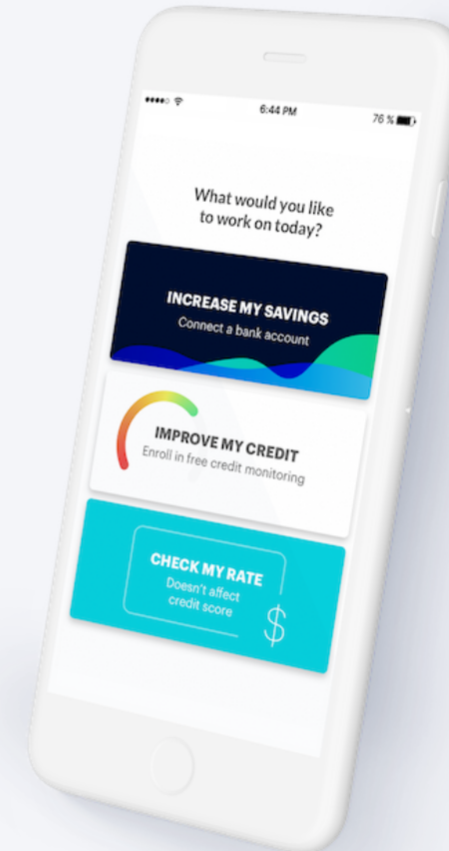 6:44 PM
76 %
What would you like
to work on today?
INCREASE MY SAVINGS
Connect a bank account
IMPROVE MY CREDIT
Enroll in free credit monitoring
CHECK MY RATE
Doesn't affect
credit score
$